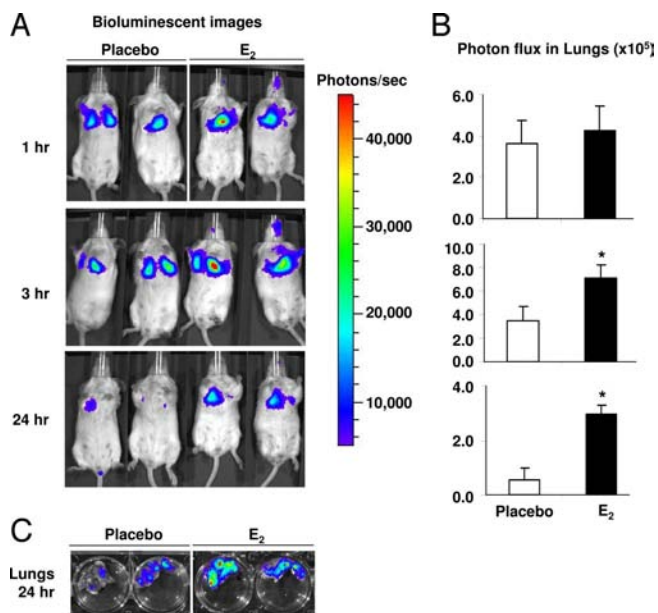 A
Bioluminescent images
Placebo
E₂
Photons/sec
1 hr
3 hr
24 hr
40,000
30,000
20,000
10,000
B
Photon flux in Lungs (x10⁵)
6.0
4.0
4.0
0.0
10.0
8.0
6.0
4.0
2.0
0.0
*
4.0
2.0
0.0
*
Placebo
E₂
C
Placebo
E₂
Lungs
24 hr